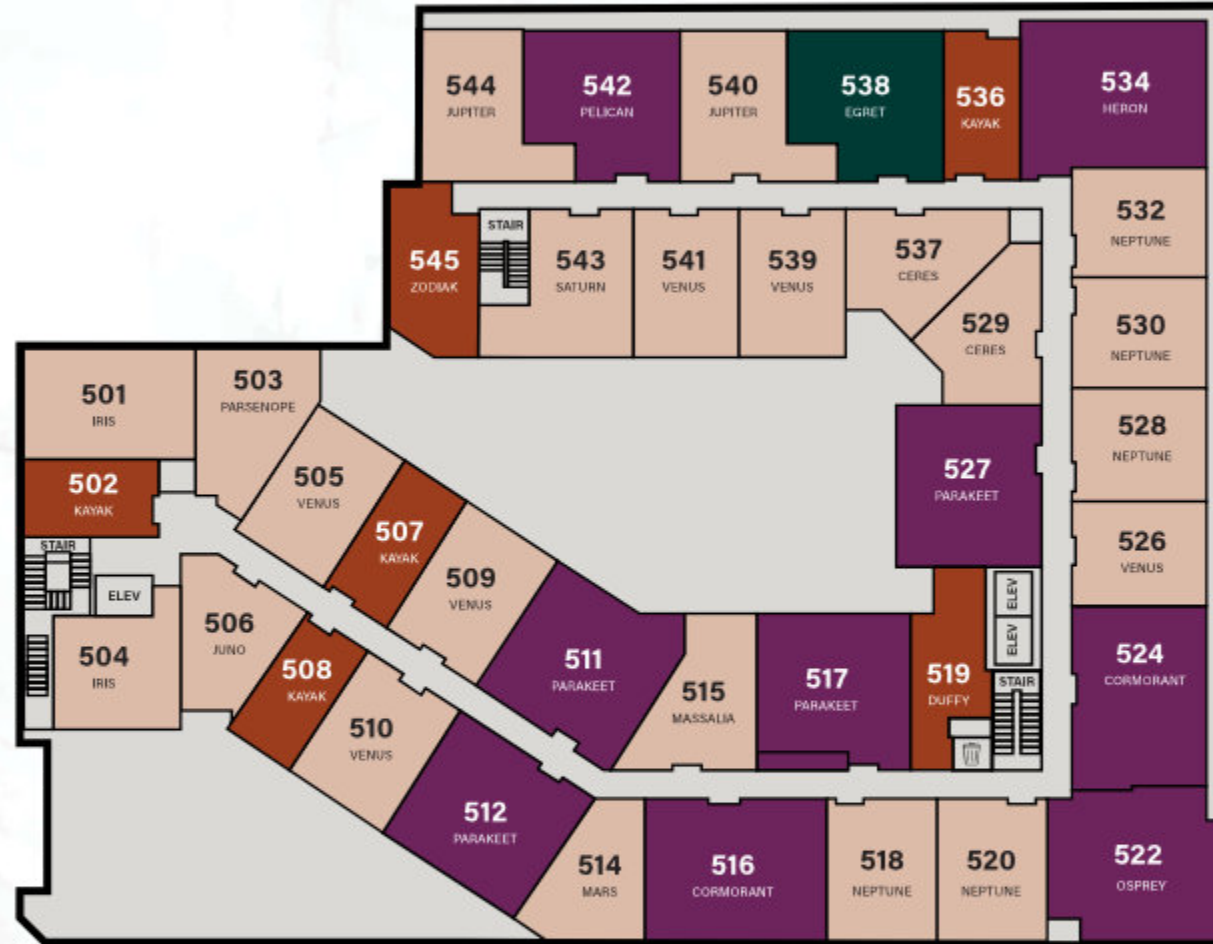 544
JUPITER
542
PELICAN
540
JUPITER
538
EGRET
536
KAYAK
534
HERON
532
NEPTUNE
545
ZODIAK
STAIR
543
SATURN
541
VENUS
539
VENUS
537
CERES
529
CERES
530
NEPTUNE
501
IRIS
503
PARSENOPE
528
NEPTUNE
502
KAYAK
505
VENUS
527
PARAKEET
507
KAYAK
526
VENUS
STAIR
ELEV
509
VENUS
ELEV
ELEV
504
IRIS
506
JUNO
508
KAYAK
511
PARAKEET
515
MASSALIA
517
PARAKEET
519
DUFFY
STAIR
524
CORMORANT
510
VENUS
512
PARAKEET
514
MARS
516
CORMORANT
518
NEPTUNE
520
NEPTUNE
522
OSPREY